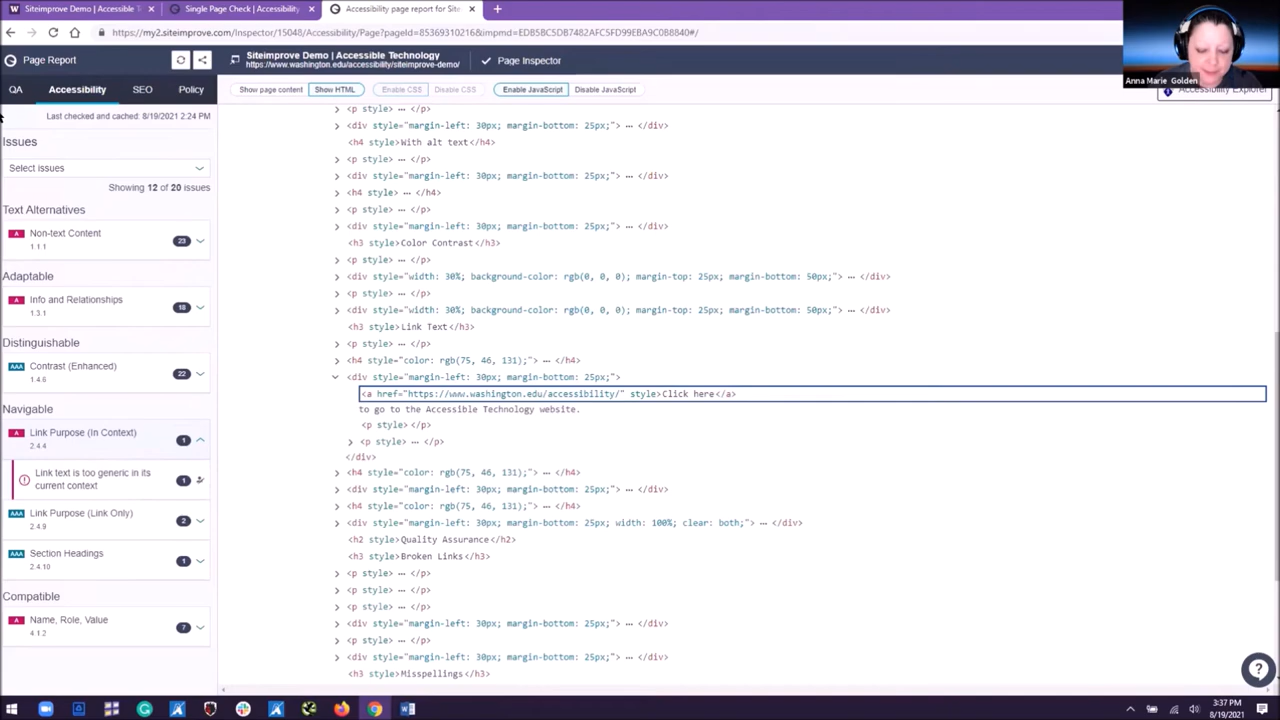 Siteimprove Demo | Accessible T
Single Page Check | Accessibility
Accessibility page report for Site
https://my2.siteimprove.com/Inspector/15048/Accessibility/Page?pageId=85369310216&impmd=EDB5BC5DB7482AFC5FD99EBA9C0B8840#/
Page Report
Siteimprove Demo | Accessible Technology
https://www.washington.edu/accessibility/siteimprove-demo/
Page Inspector
Anna Marie Golden
QA
Accessibility
SEO
Policy
Show page content
Show HTML
Enable CSS
Disable CSS
Enable JavaScript
Disable JavaScript
Accessibility Explorer
Last checked and cached: 8/19/2021 2:24 PM
Issues
Select issues
Showing 12 of 20 issues
Text Alternatives
A Non-text Content 23
1.1.1
Adaptable
A Info and Relationships 18
1.3.1
Distinguishable
AAA Contrast (Enhanced) 22
1.4.6
Navigable
A Link Purpose (In Context) 1
2.4.4
Link text is too generic in its
current context 1
AAA Link Purpose (Link Only) 2
2.4.9
AAA Section Headings 1
2.4.10
Compatible
A Name, Role, Value 7
4.1.2
<p style> ⋯ </p>
<div style="margin-left: 30px; margin-bottom: 25px;"> ⋯ </div>
<h4 style>With alt text</h4>
<p style> ⋯ </p>
<div style="margin-left: 30px; margin-bottom: 25px;"> ⋯ </div>
<h4 style> ⋯ </h4>
<p style> ⋯ </p>
<div style="margin-left: 30px; margin-bottom: 25px;"> ⋯ </div>
<h3 style>Color Contrast</h3>
<p style> ⋯ </p>
<div style="width: 30%; background-color: rgb(0, 0, 0); margin-top: 25px; margin-bottom: 50px;"> ⋯ </div>
<p style> ⋯ </p>
<div style="width: 30%; background-color: rgb(0, 0, 0); margin-top: 25px; margin-bottom: 50px;"> ⋯ </div>
<h3 style>Link Text</h3>
<p style> ⋯ </p>
<h4 style="color: rgb(75, 46, 131);"> ⋯ </h4>
<div style="margin-left: 30px; margin-bottom: 25px;">
<a href="https://www.washington.edu/accessibility/" style>Click here</a>
to go to the Accessible Technology website.
<p style> </p>
<p style> ⋯ </p>
</div>
<h4 style="color: rgb(75, 46, 131);"> ⋯ </h4>
<div style="margin-left: 30px; margin-bottom: 25px;"> ⋯ </div>
<h4 style="color: rgb(75, 46, 131);"> ⋯ </h4>
<div style="margin-left: 30px; margin-bottom: 25px; width: 100%; clear: both;"> ⋯ </div>
<h2 style>Quality Assurance</h2>
<h3 style>Broken Links</h3>
<p style> ⋯ </p>
<p style> ⋯ </p>
<p style> ⋯ </p>
<div style="margin-left: 30px; margin-bottom: 25px;"> ⋯ </div>
<p style> ⋯ </p>
<div style="margin-left: 30px; margin-bottom: 25px;"> ⋯ </div>
<h3 style>Misspellings</h3>
3:37 PM
8/19/2021